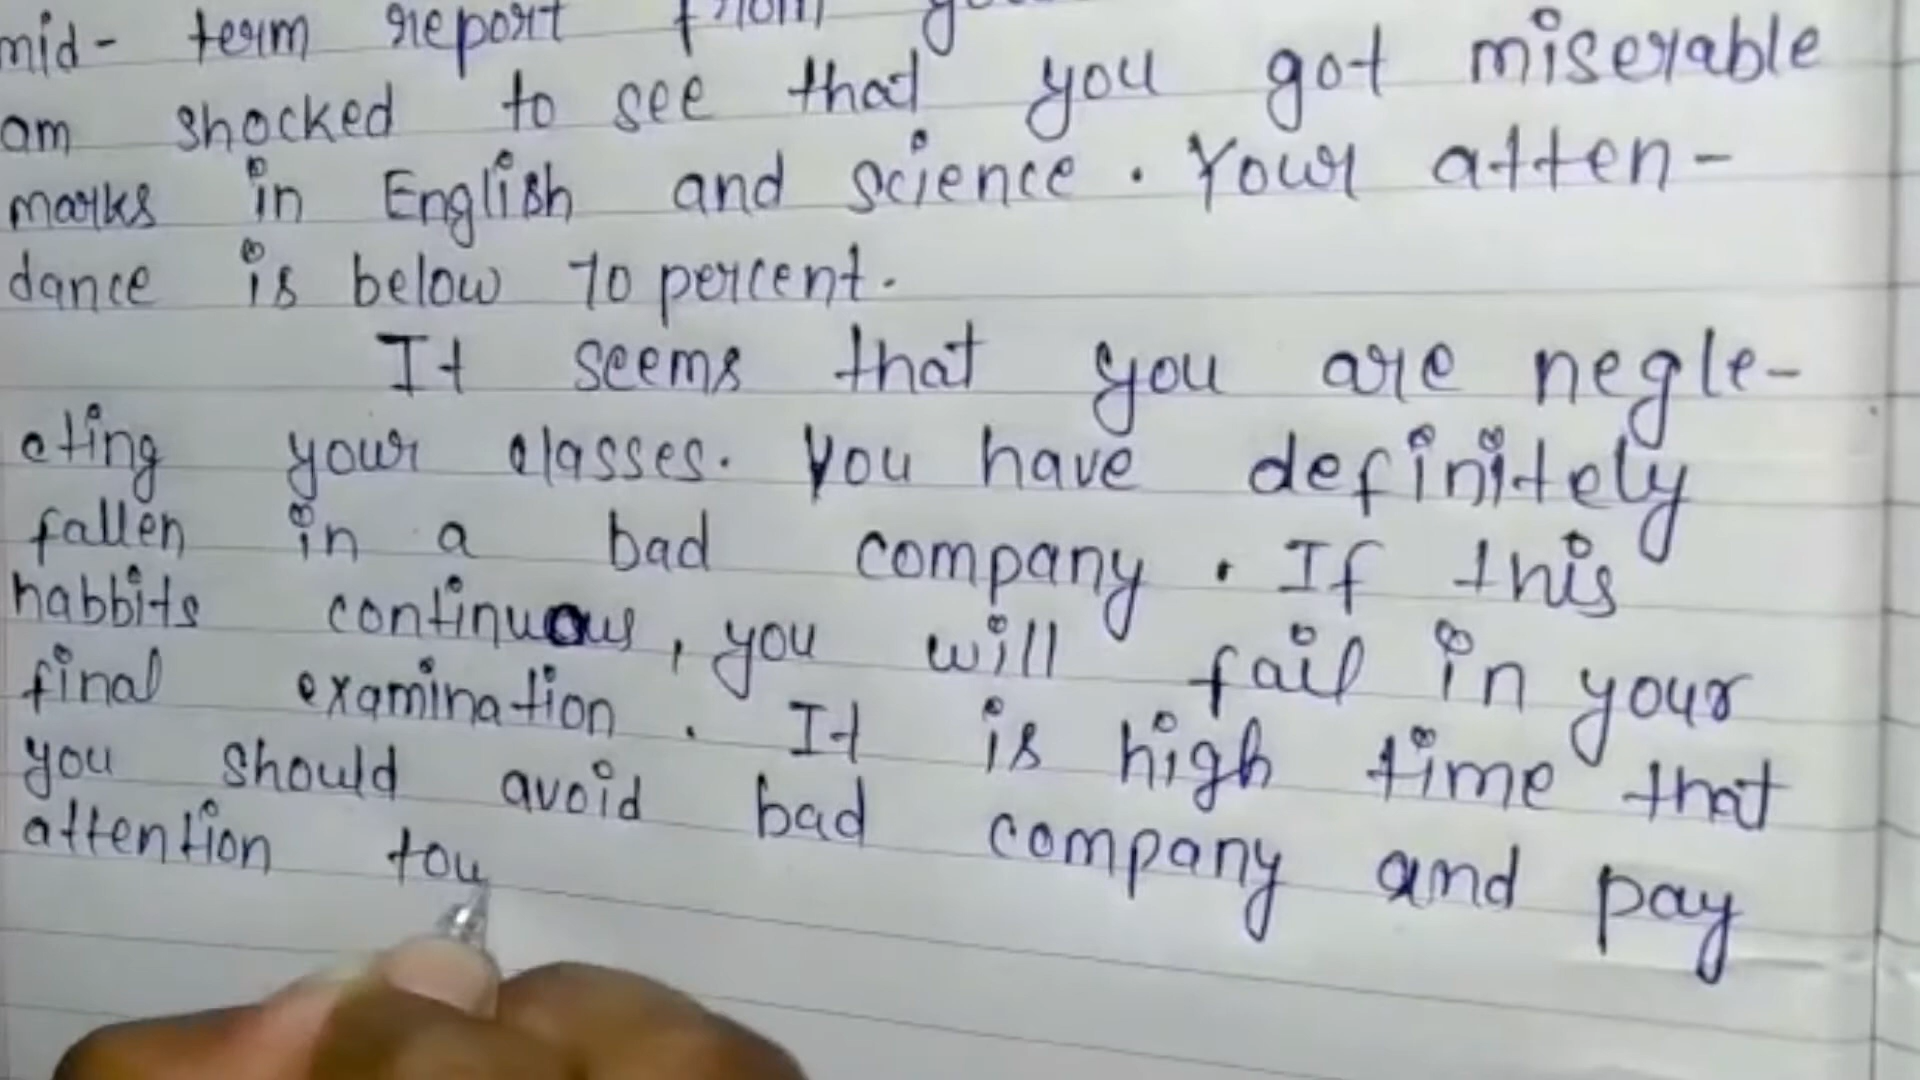 mid- term report from
am shocked to see that you got miserable
marks in English and science. Your atten-
dance is below 70 percent.
It seems that you are negle-
cting your classes. You have definitely
fallen in a bad company. If this
habbits continuous, you will fail in your
final examination. It is high time that
you should avoid bad company and pay
attention tow